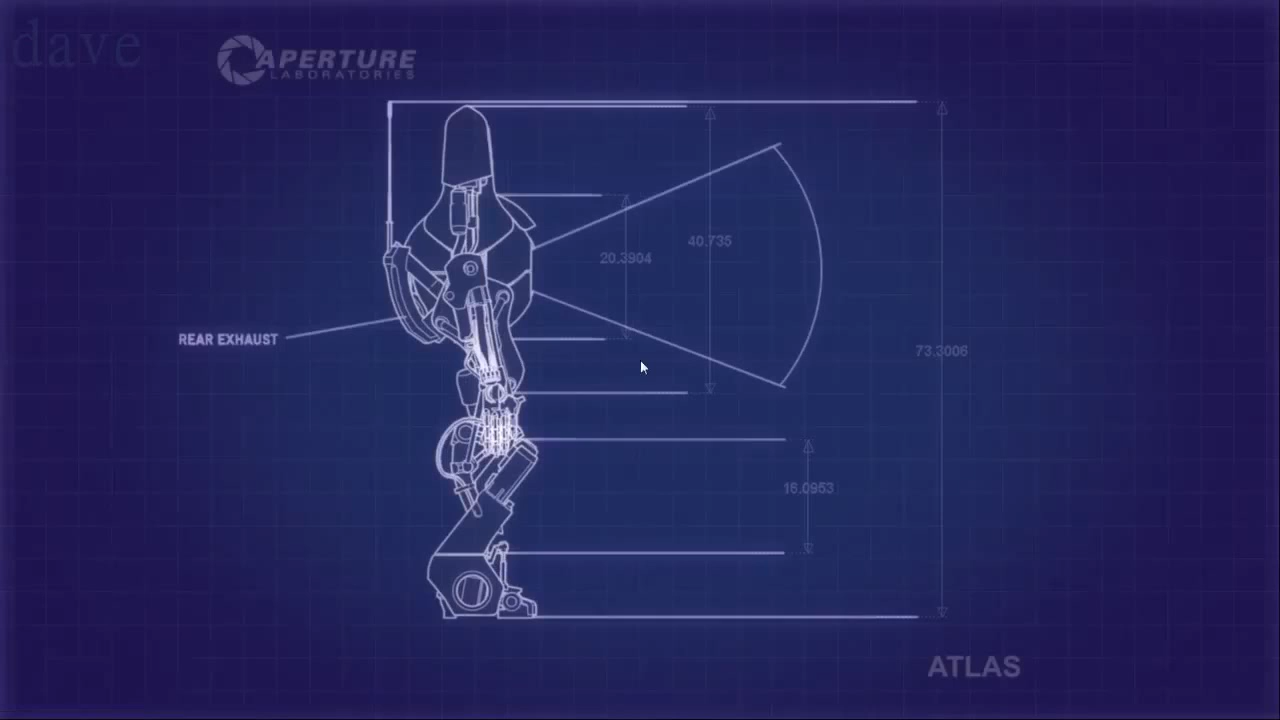 dave
APERTURE
LABORATORIES
40.735
20.3904
REAR EXHAUST
73.3006
16.0953
ATLAS